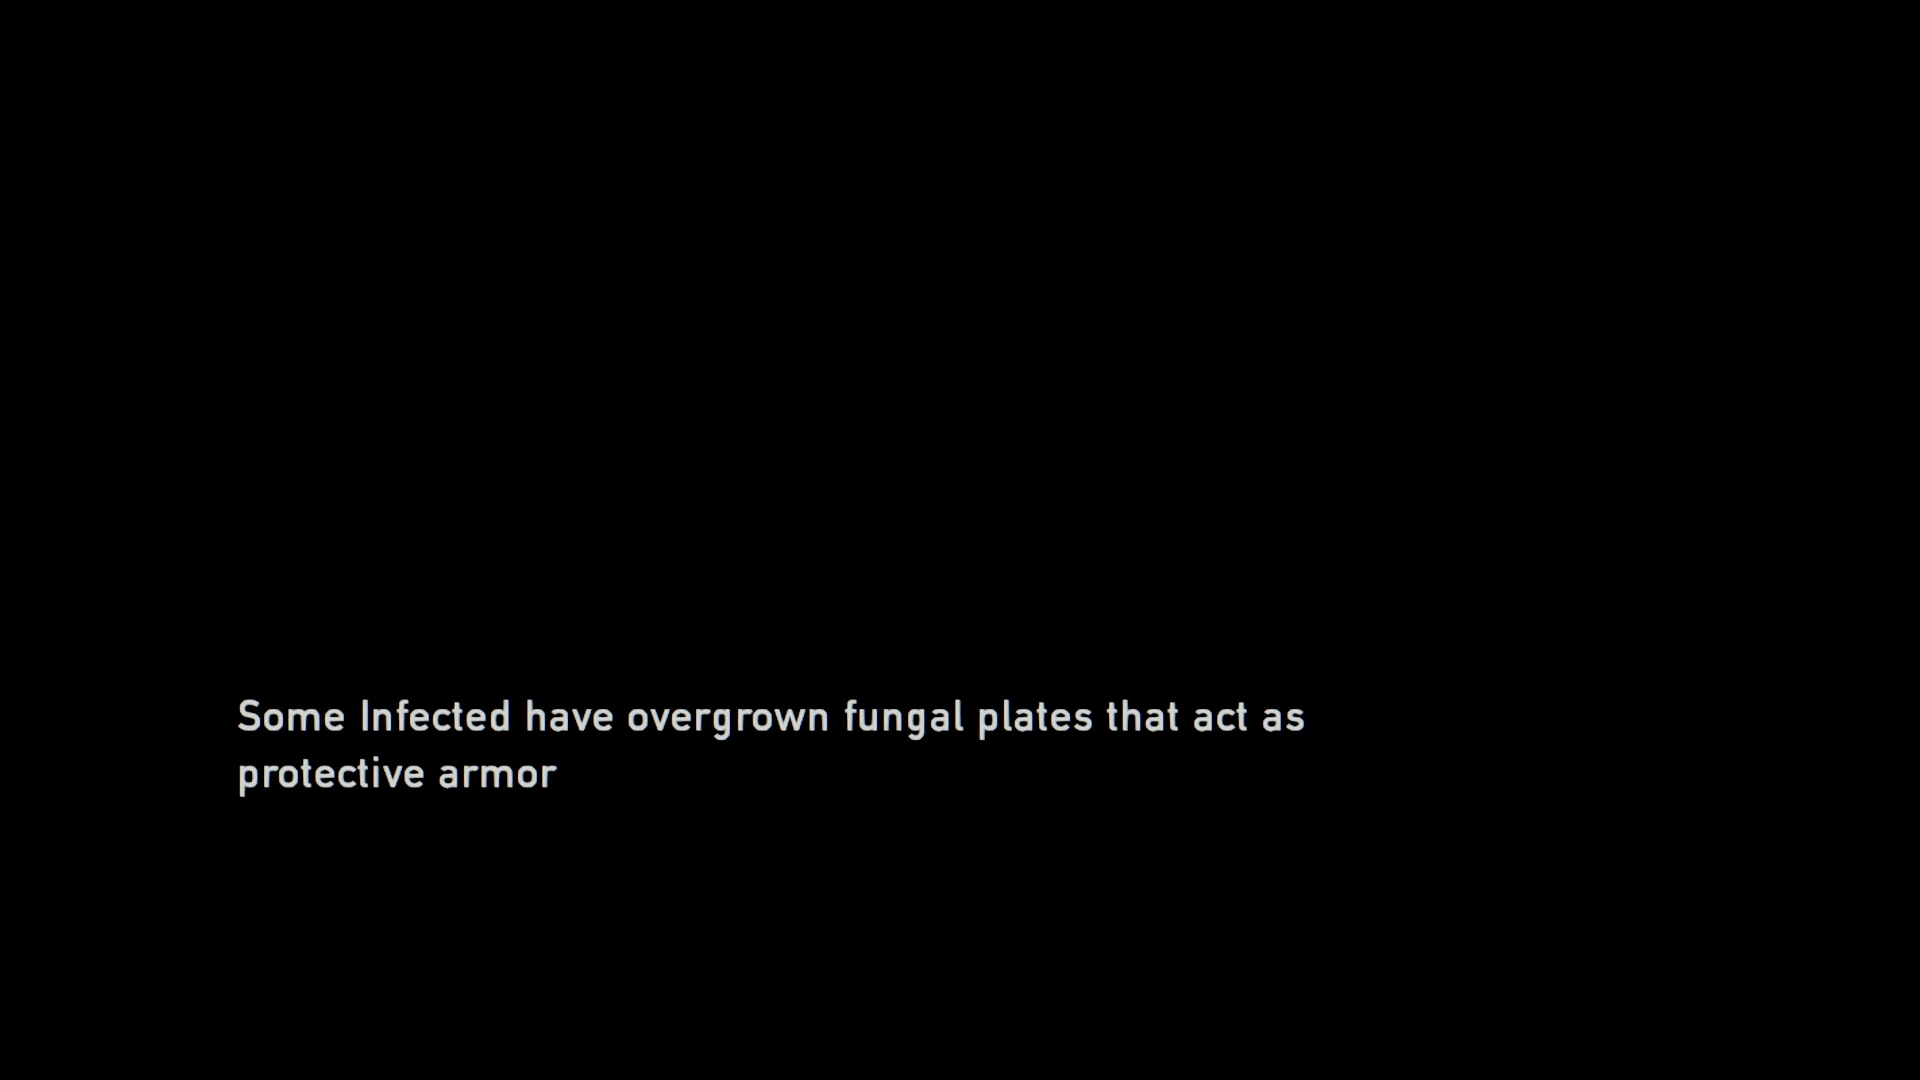 Some Infected have overgrown fungal plates that act as
protective armor